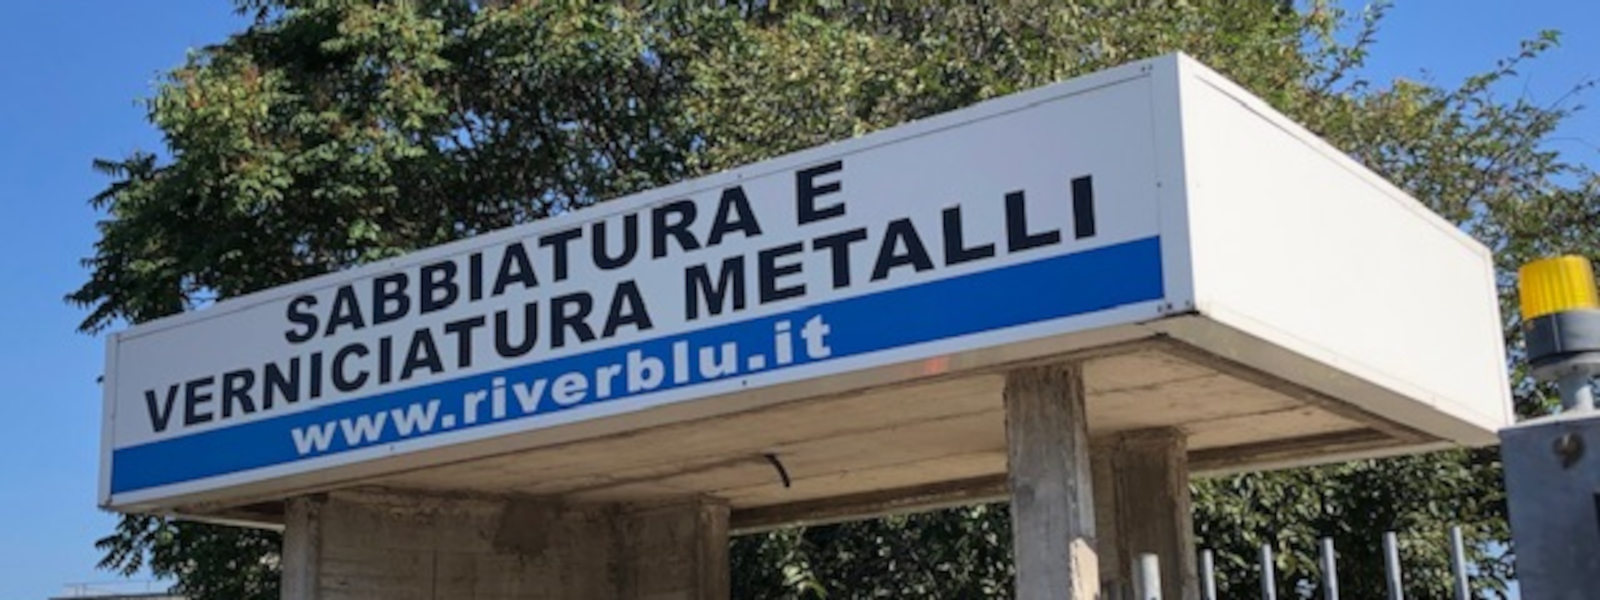 SABBIATURA E
VERNICIATURA METALLI
www.riverblu.it